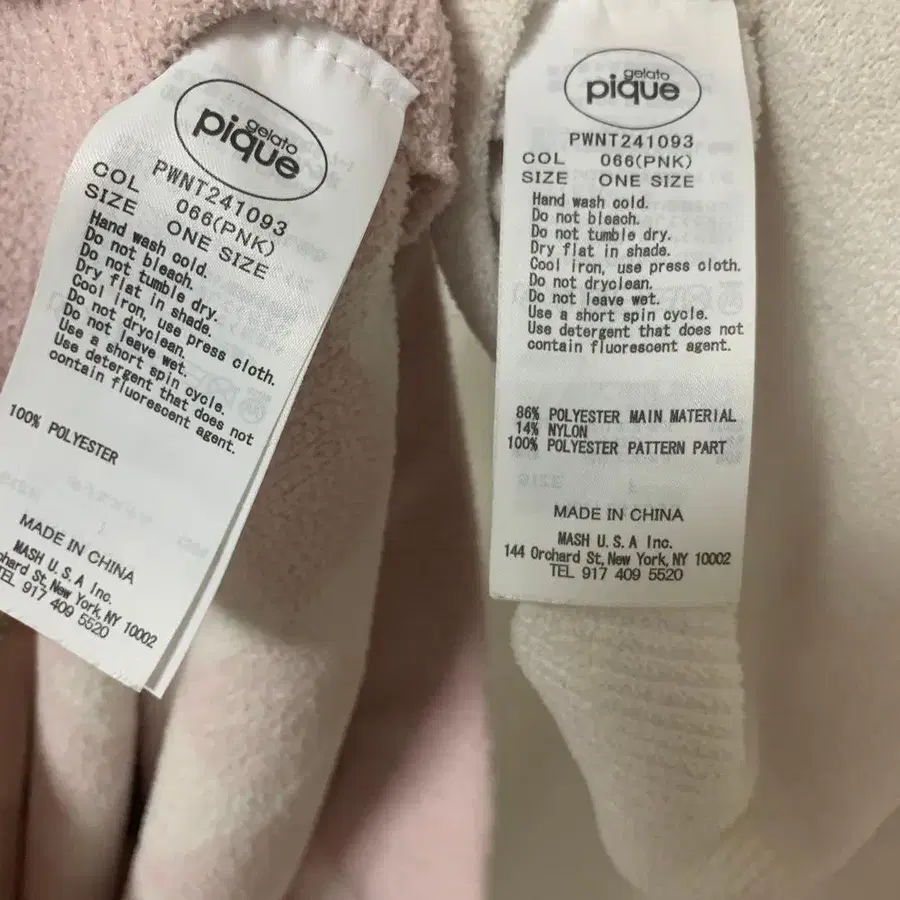 gelato
pique
PWNT241093
COL 066(PNK)
SIZE ONE SIZE
Hand wash cold.
Do not bleach.
Do not tumble dry.
Dry flat in shade.
Cool iron, use press cloth.
Do not dryclean.
Do not leave wet.
Use a short spin cycle.
Use detergent that does not
contain fluorescent agent.
100% POLYESTER
MADE IN CHINA
MASH U.S.A Inc.
St, New York, NY 10002
TEL 917 409 5520
gelato
pique
PWNT241093
COL 066(PNK)
SIZE ONE SIZE
Hand wash cold.
Do not bleach.
Do not tumble dry.
Dry flat in shade.
Cool iron, use press cloth.
Do not dryclean.
Do not leave wet.
Use a short spin cycle.
Use detergent that does not
contain fluorescent agent.
86% POLYESTER MAIN MATERIAL
14% NYLON
100% POLYESTER PATTERN PART
MADE IN CHINA
MASH U.S.A Inc.
144 Orchard St, New York, NY 10002
TEL 917 409 5520